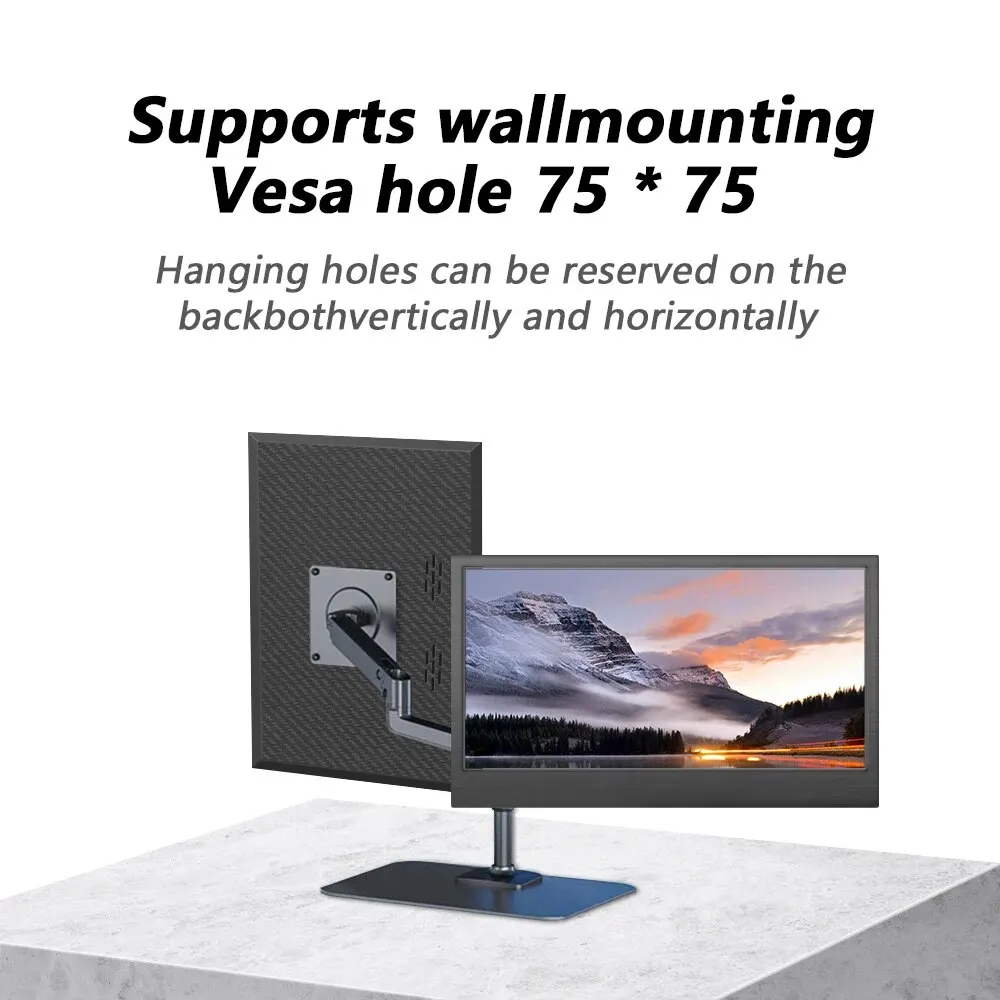 Supports wallmounting
Vesa hole 75 * 75
Hanging holes can be reserved on the
backbothvertically and horizontally